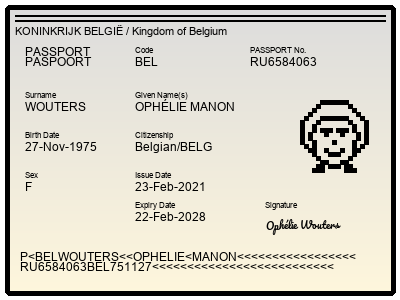 KONINKRIJK BELGIË / Kingdom of Belgium
PASSPORT
PASPOORT
Code
BEL
PASSPORT No.
RU6584063
Surname
WOUTERS
Given Name(s)
OPHÉLIE MANON
Birth Date
27-Nov-1975
Citizenship
Belgian/BELG
Sex
F
Issue Date
23-Feb-2021
Expiry Date
22-Feb-2028
Signature
Ophélie Wouters
P<BELWOUTERS<<OPHELIE<MANON<<<<<<<<<<<<<<<<<
RU6584063BEL751127<<<<<<<<<<<<<<<<<<<<<<<<<<